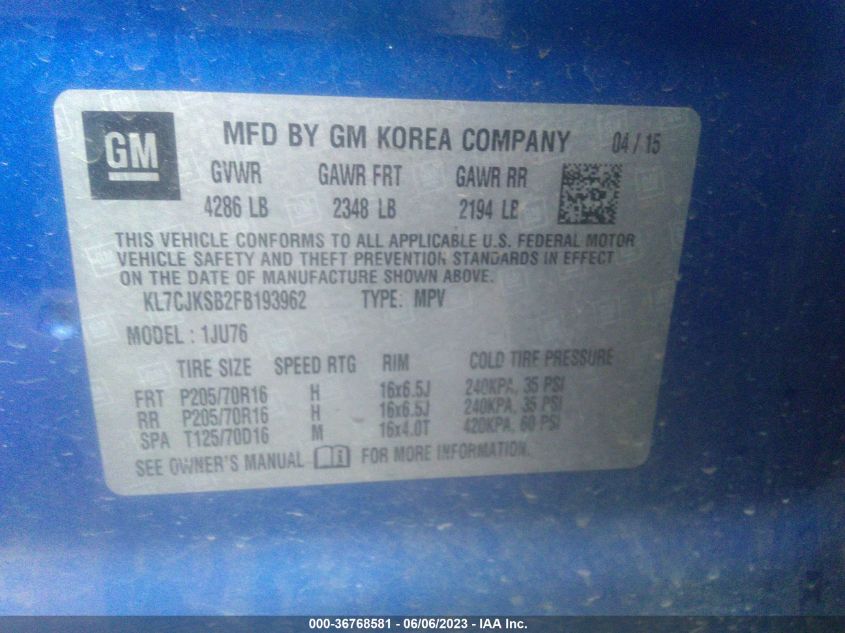 GM
MFD BY GM KOREA COMPANY 04 / 15
GVWR GAWR FRT GAWR RR
4286 LB 2348 LB 2194 LB
THIS VEHICLE CONFORMS TO ALL APPLICABLE U.S. FEDERAL MOTOR
VEHICLE SAFETY AND THEFT PREVENTION STANDARDS IN EFFECT
ON THE DATE OF MANUFACTURE SHOWN ABOVE.
KL7CJKSB2FB193962 TYPE: MPV
MODEL : 1JU76
TIRE SIZE SPEED RTG RIM COLD TIRE PRESSURE
FRT P205/70R16 H 16x6.5J 240KPA, 35 PSI
RR P205/70R16 H 16x6.5J 240KPA, 35 PSI
SPA T125/70D16 M 16x4.0T 420KPA, 60 PSI
SEE OWNER'S MANUAL i FOR MORE INFORMATION.
000-36768581 - 06/06/2023 - IAA Inc.